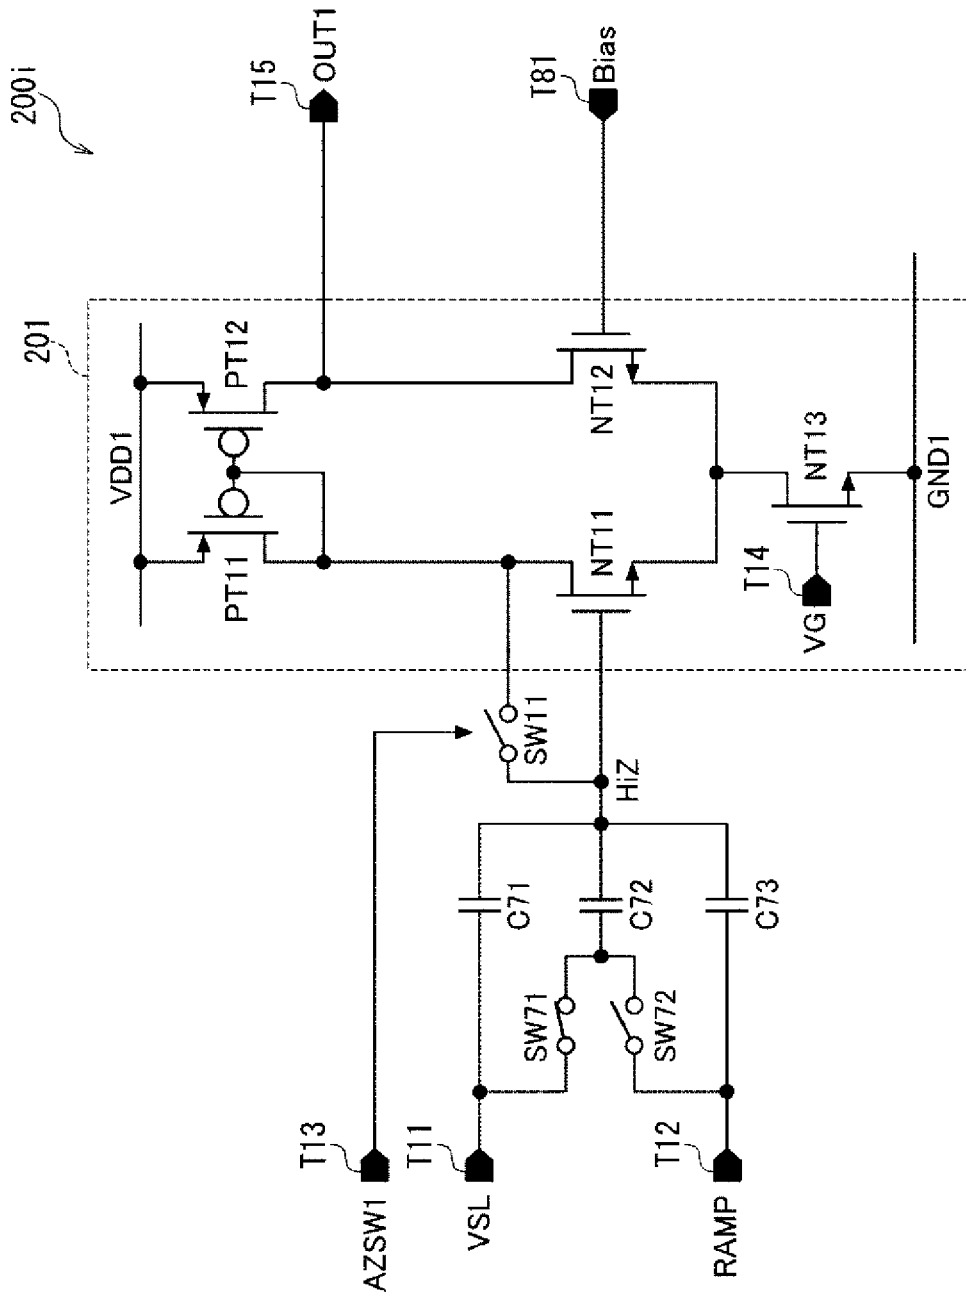 200i
201
VDD1
PT11
PT12
T15
OUT1
T13
AZSW1
SW11
NT11
NT12
T81
Bias
T11
VSL
C71
SW71
HiZ
C72
SW72
T12
RAMP
C73
T14
VG
NT13
GND1